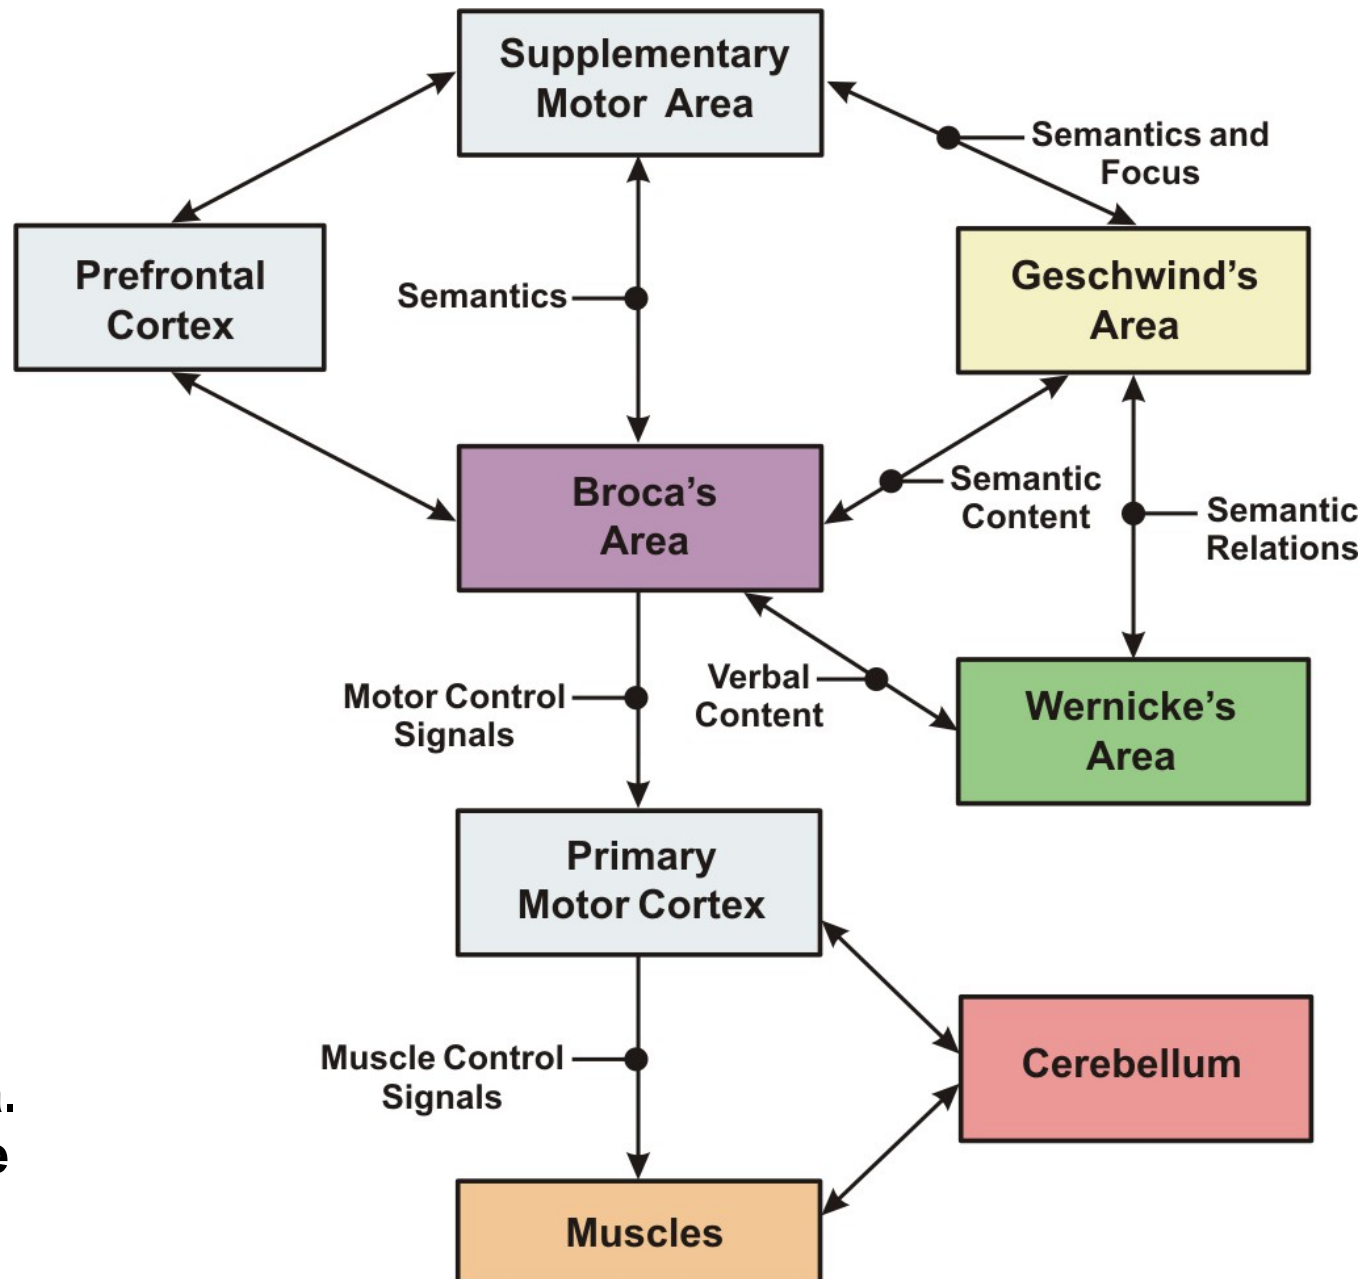 Supplementary
Motor Area
Semantics and
Focus
Prefrontal
Cortex
Semantics
Geschwind’s
Area
Broca’s
Area
Semantic
Content
Semantic
Relations
Motor Control
Signals
Verbal
Content
Wernicke’s
Area
Primary
Motor Cortex
Muscle Control
Signals
Cerebellum
Muscles